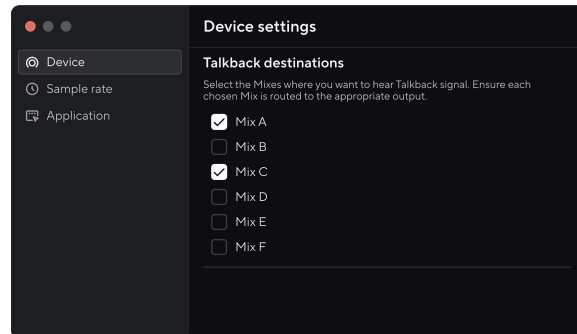 Device settings
Device
Sample rate
Application
Talkback destinations
Select the Mixes where you want to hear Talkback signal. Ensure each
chosen Mix is routed to the appropriate output.
Mix A
Mix B
Mix C
Mix D
Mix E
Mix F